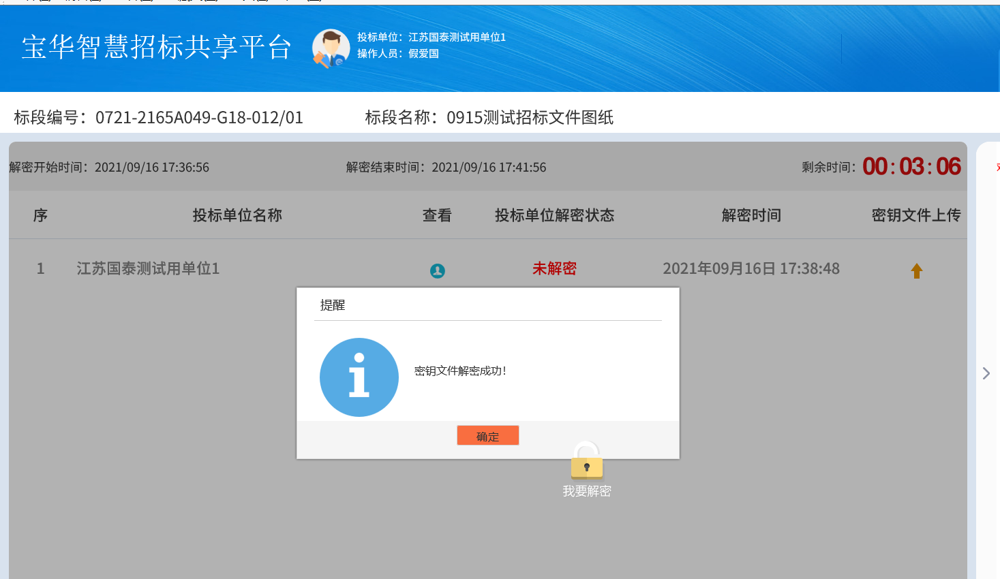 宝华智慧招标共享平台
投标单位：江苏国泰测试用单位1
操作人员：假爱国
标段编号：0721-2165A049-G18-012/01 标段名称：0915测试招标文件图纸
解密开始时间：2021/09/16 17:36:56 解密结束时间：2021/09/16 17:41:56 剩余时间：00:03:06
序 投标单位名称 查看 投标单位解密状态 解密时间 密钥文件上传
1 江苏国泰测试用单位1 未解密 2021年09月16日 17:38:48
提醒
密钥文件解密成功！
确定
我要解密